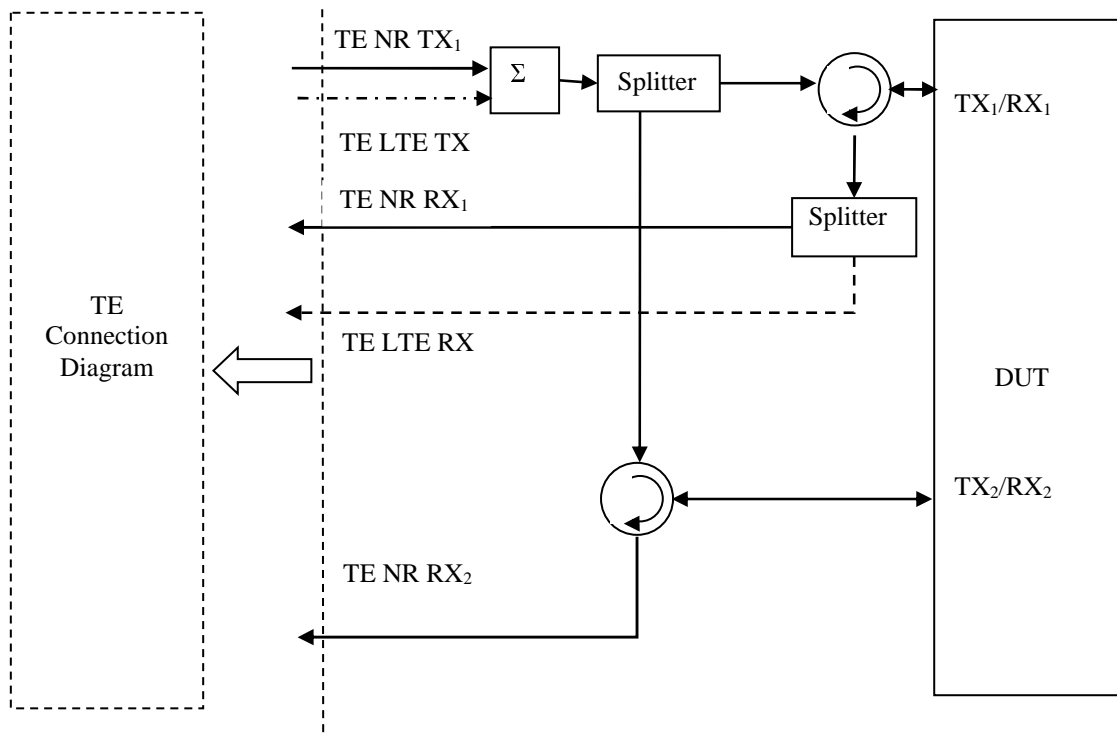 TE NR TX₁
Σ
Splitter
TX₁/RX₁
TE LTE TX
TE NR RX₁
Splitter
TE
Connection
Diagram
TE LTE RX
DUT
TX₂/RX₂
TE NR RX₂